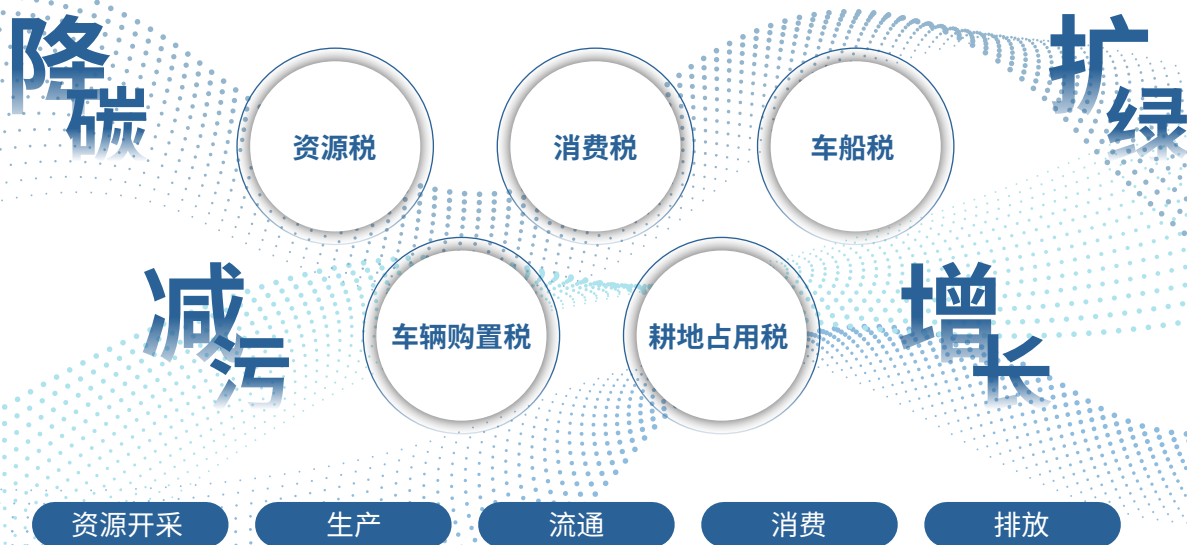 降碳
扩绿
资源税
消费税
车船税
减污
增长
车辆购置税
耕地占用税
资源开采
生产
流通
消费
排放